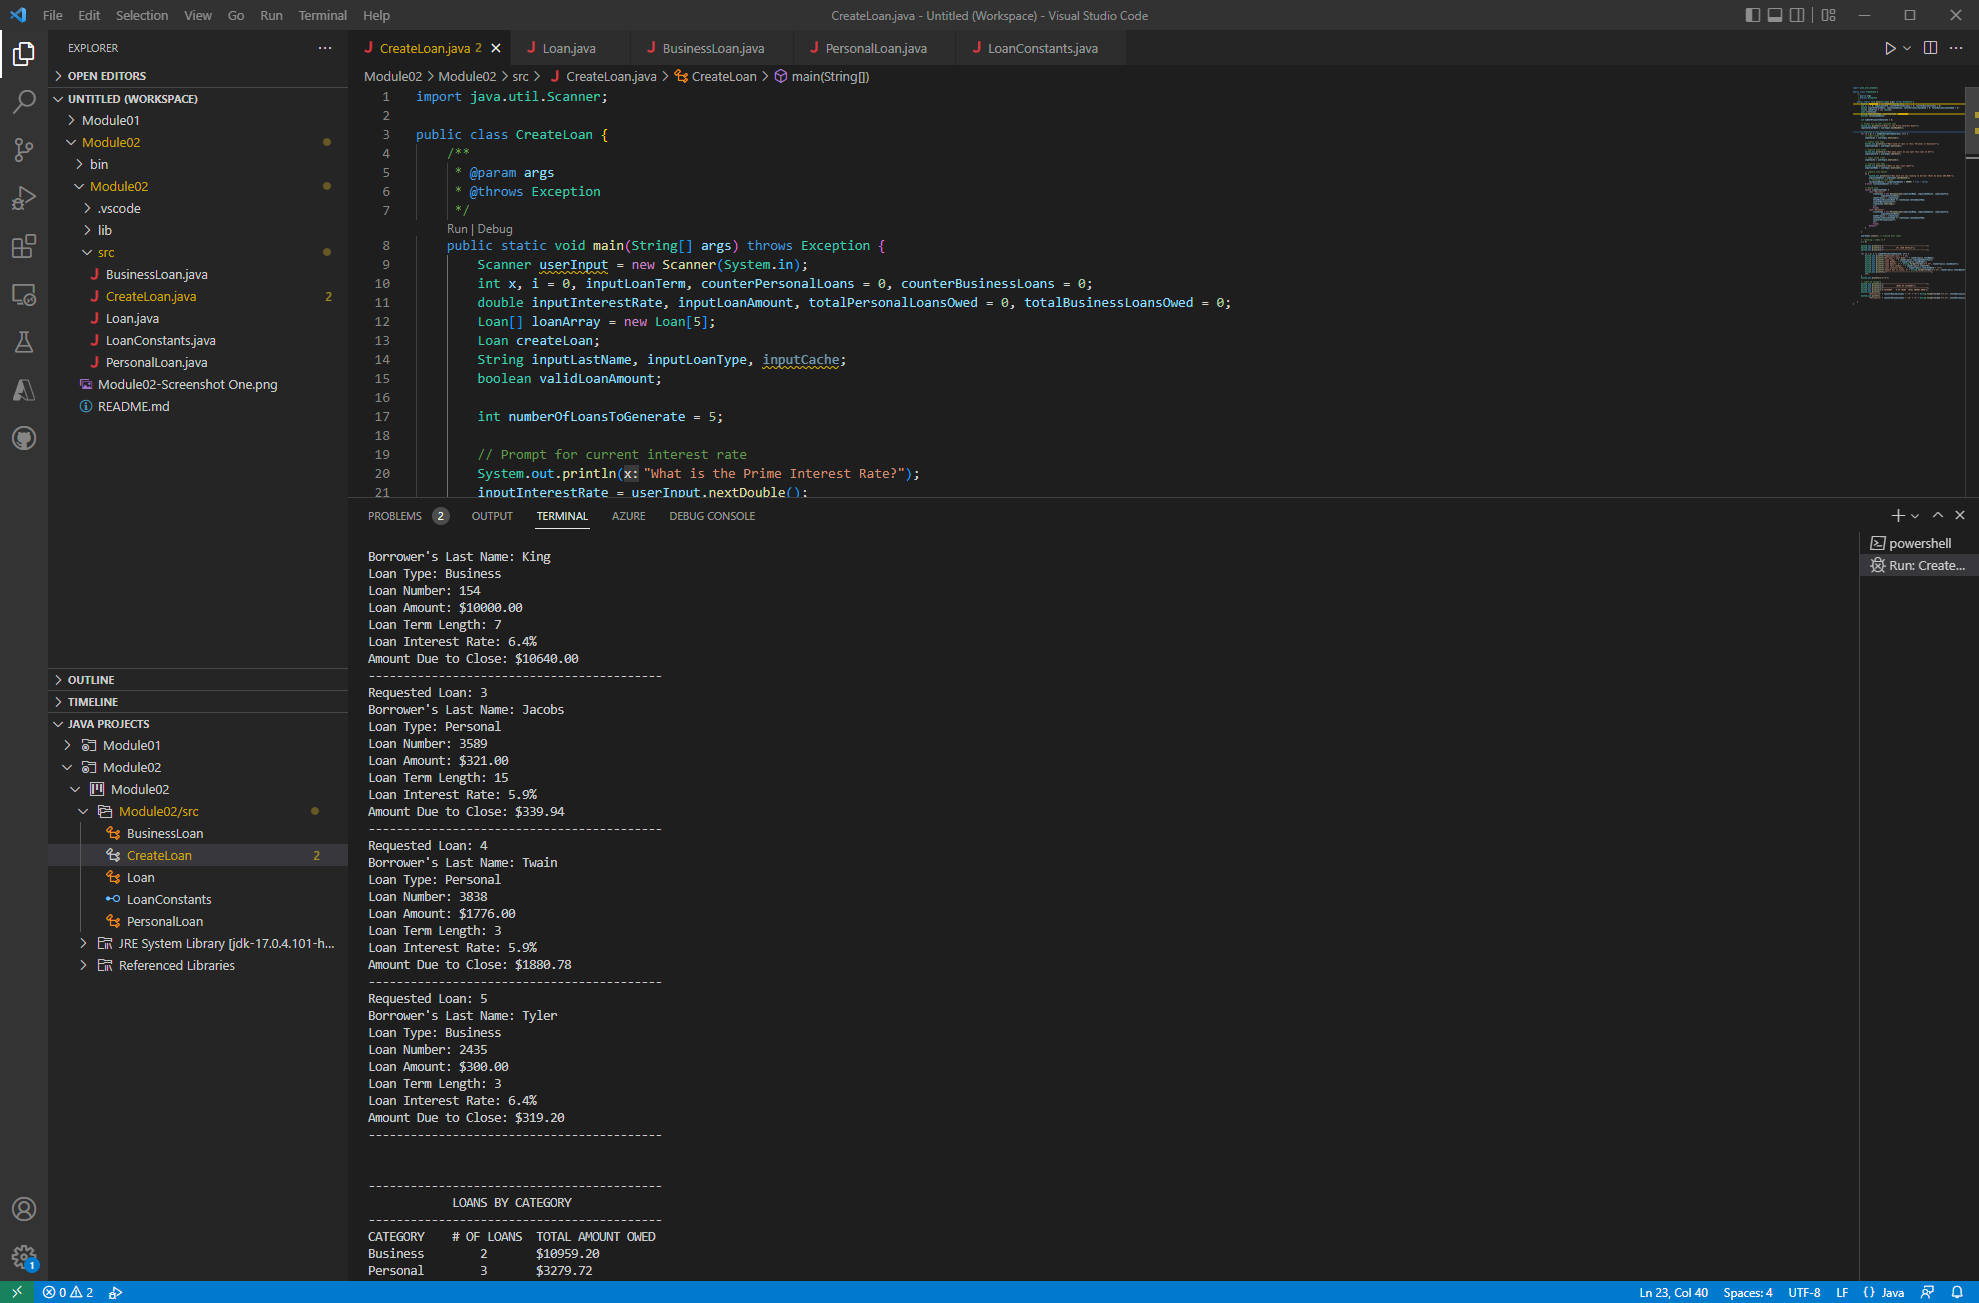 File Edit Selection View Go Run Terminal Help
CreateLoan.java - Untitled (Workspace) - Visual Studio Code
EXPLORER
OPEN EDITORS
UNTITLED (WORKSPACE)
Module01
Module02
bin
Module02
.vscode
lib
src
BusinessLoan.java
CreateLoan.java 2
Loan.java
LoanConstants.java
PersonalLoan.java
Module02-Screenshot One.png
README.md
OUTLINE
TIMELINE
JAVA PROJECTS
Module01
Module02
Module02
Module02/src
BusinessLoan
CreateLoan 2
Loan
LoanConstants
PersonalLoan
JRE System Library [jdk-17.0.4.101-h...
Referenced Libraries
CreateLoan.java 2 Loan.java BusinessLoan.java PersonalLoan.java LoanConstants.java
Module02 > Module02 > src > CreateLoan.java > CreateLoan > main(String[])
1 import java.util.Scanner;
2
3 public class CreateLoan {
4 /**
5 * @param args
6 * @throws Exception
7 */
Run | Debug
8 public static void main(String[] args) throws Exception {
9 Scanner userInput = new Scanner(System.in);
10 int x, i = 0, inputLoanTerm, counterPersonalLoans = 0, counterBusinessLoans = 0;
11 double inputInterestRate, inputLoanAmount, totalPersonalLoansOwed = 0, totalBusinessLoansOwed = 0;
12 Loan[] loanArray = new Loan[5];
13 Loan createLoan;
14 String inputLastName, inputLoanType, inputCache;
15 boolean validLoanAmount;
16
17 int numberOfLoansToGenerate = 5;
18
19 // Prompt for current interest rate
20 System.out.println(x: "What is the Prime Interest Rate?");
21 inputInterestRate = userInput.nextDouble();
PROBLEMS 2 OUTPUT TERMINAL AZURE DEBUG CONSOLE
powershell
Run: Create...
Borrower's Last Name: King
Loan Type: Business
Loan Number: 154
Loan Amount: $10000.00
Loan Term Length: 7
Loan Interest Rate: 6.4%
Amount Due to Close: $10640.00
------------------------------------------
Requested Loan: 3
Borrower's Last Name: Jacobs
Loan Type: Personal
Loan Number: 3589
Loan Amount: $321.00
Loan Term Length: 15
Loan Interest Rate: 5.9%
Amount Due to Close: $339.94
------------------------------------------
Requested Loan: 4
Borrower's Last Name: Twain
Loan Type: Personal
Loan Number: 3838
Loan Amount: $1776.00
Loan Term Length: 3
Loan Interest Rate: 5.9%
Amount Due to Close: $1880.78
------------------------------------------
Requested Loan: 5
Borrower's Last Name: Tyler
Loan Type: Business
Loan Number: 2435
Loan Amount: $300.00
Loan Term Length: 3
Loan Interest Rate: 6.4%
Amount Due to Close: $319.20
------------------------------------------
------------------------------------------
LOANS BY CATEGORY
------------------------------------------
CATEGORY # OF LOANS TOTAL AMOUNT OWED
Business 2 $10959.20
Personal 3 $3279.72
1
0 2
Ln 23, Col 40 Spaces: 4 UTF-8 LF {} Java